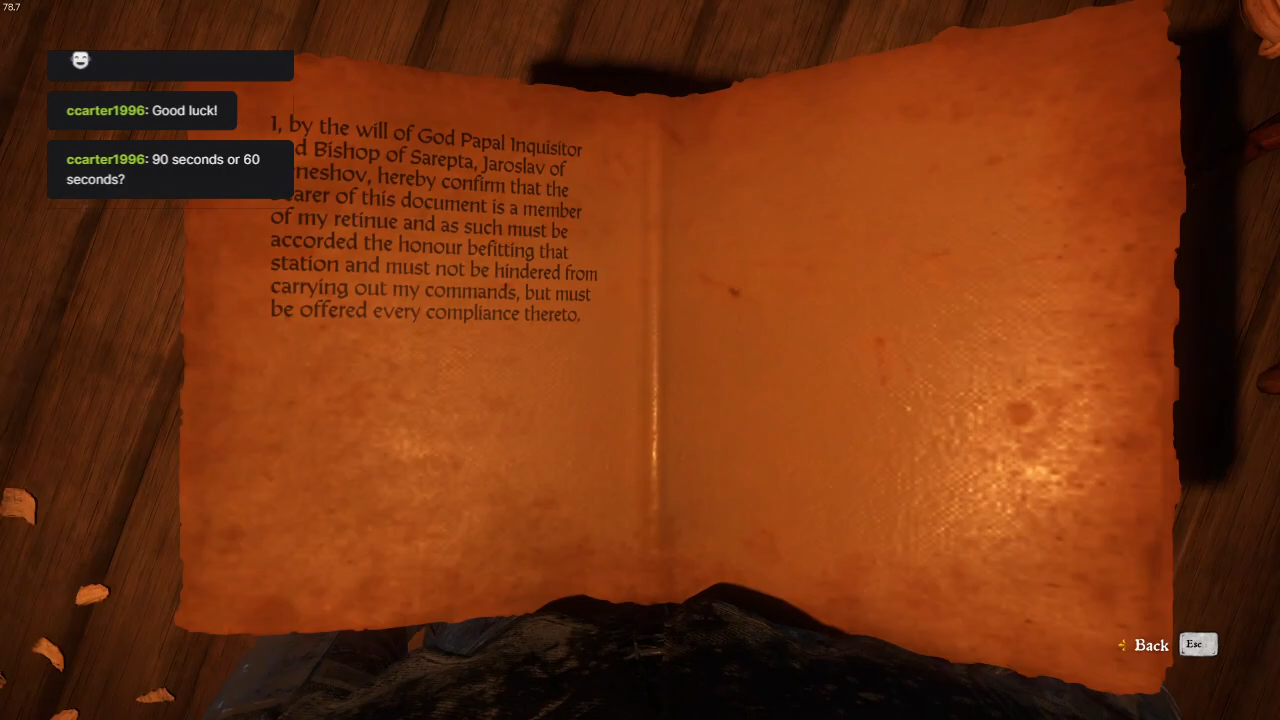 78.7
ccarter1996: Good luck!
ccarter1996: 90 seconds or 60
seconds?
I, by the will of God Papal Inquisitor
Bishop of Sarepta, Jaroslav of
hereby confirm that the
of this document is a member
of my retinue and as such must be
accorded the honour befitting that
station and must not be hindered from
carrying out my commands, but must
be offered every compliance thereto.
Back Esc